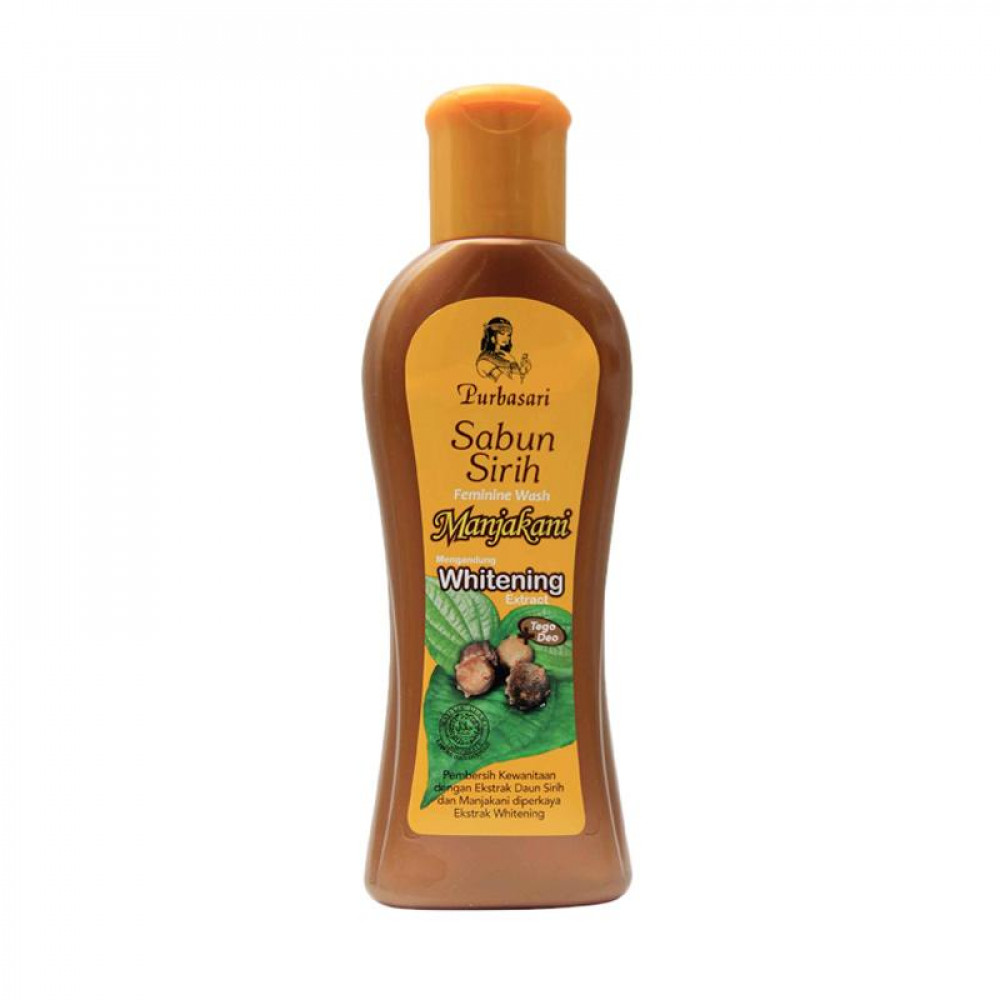 Purbasari
Sabun
Sirih
Feminine Wash
Manjakani
Mengandung
Whitening
Extract
Tego
Deo
Pembersih Kewanitaan
dengan Ekstrak Daun Sirih
dan Manjakani diperkaya
Ekstrak Whitening